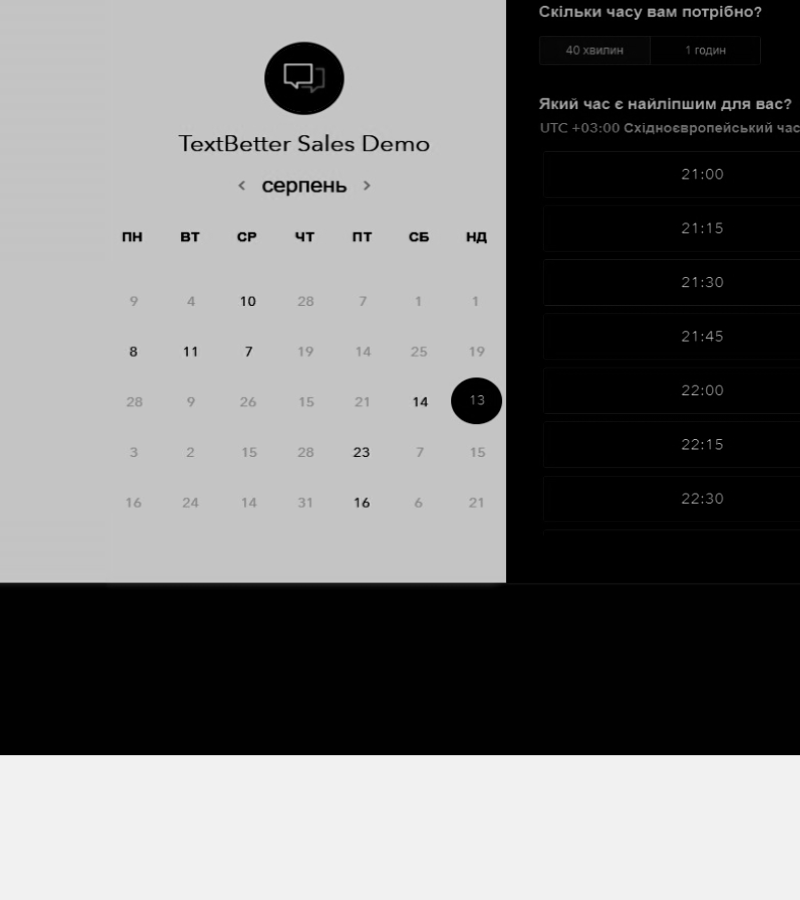 TextBetter Sales Demo
< серпень >
ПН ВТ СР ЧТ ПТ СБ НД
9 4 10 28 7 1 1
8 11 7 19 14 25 19
28 9 26 15 21 14 13
3 2 15 28 23 7 15
16 24 14 31 16 6 21
Скільки часу вам потрібно?
40 хвилин 1 годин
Який час є найліпшим для вас?
UTC +03:00 Східноєвропейський час
21:00
21:15
21:30
21:45
22:00
22:15
22:30